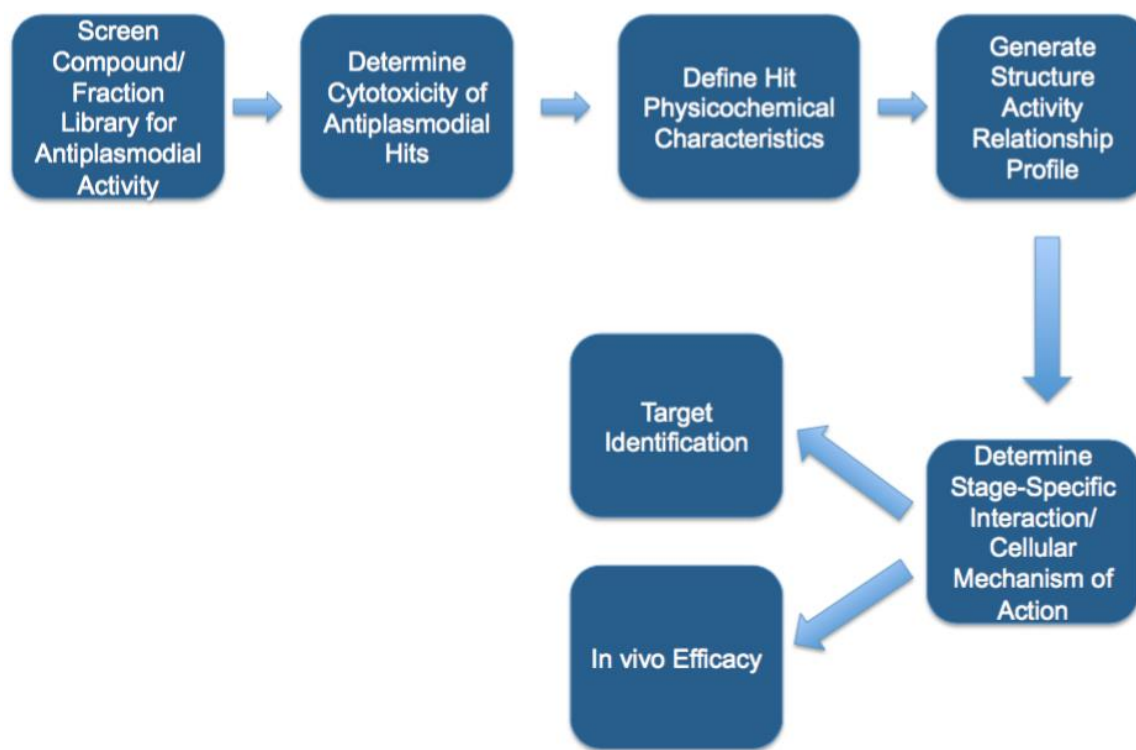 Screen
Compound/
Fraction
Library for
Antiplasmodial
Activity
Determine
Cytotoxicity of
Antiplasmodial
Hits
Define Hit
Physicochemical
Characteristics
Generate
Structure
Activity
Relationship
Profile
Target
Identification
Determine
Stage-Specific
Interaction/
Cellular
Mechanism of
Action
In vivo Efficacy